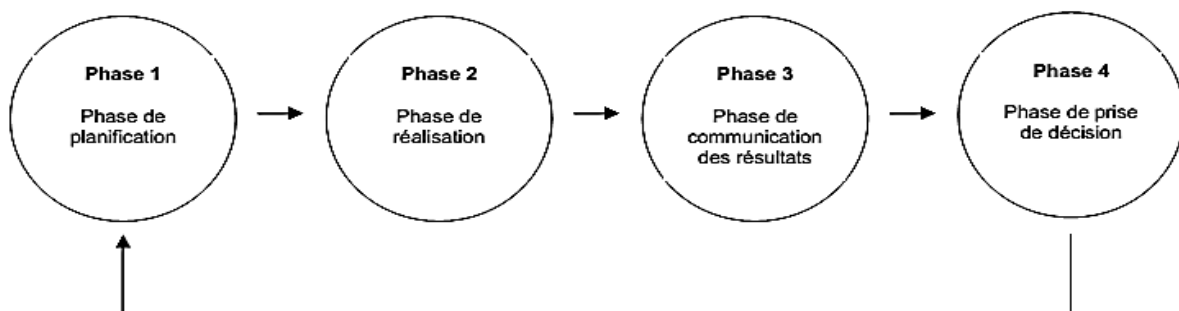 Phase 1
Phase de
planification
Phase 2
Phase de
réalisation
Phase 3
Phase de
communication
des résultats
Phase 4
Phase de prise
de décision